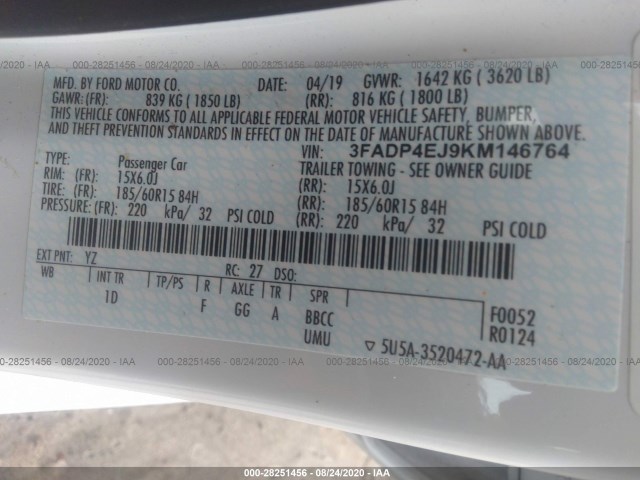 000-28251456 - 08/24/2020 - IAA
MFD. BY FORD MOTOR CO. DATE: 04/19 GVWR: 1642 KG ( 3620 LB)
GAWR: (FR): 839 KG ( 1850 LB) (RR): 816 KG ( 1800 LB)
THIS VEHICLE CONFORMS TO ALL APPLICABLE FEDERAL MOTOR VEHICLE SAFETY, BUMPER,
AND THEFT PREVENTION STANDARDS IN EFFECT ON THE DATE OF MANUFACTURE SHOWN ABOVE.
VIN: 3FADP4EJ9KM146764
TYPE: Passenger Car TRAILER TOWING - SEE OWNER GUIDE
RIM: (FR): 15X6.0J (RR): 15X6.0J
TIRE: (FR): 185/60R15 84H (RR): 185/60R15 84H
PRESSURE: (FR): 220 kPa/ 32 PSI COLD (RR): 220 kPa/ 32 PSI COLD
EXT PNT: YZ RC: 27 DSO:
WB INT TR TP/PS R AXLE TR SPR
1D F GG A BBCC F0052
UMU R0124
▽ 5U5A-3520472-AA
000-28251456 - 08/24/2020 - IAA
000-28251456 - 08/24/2020 - IAA